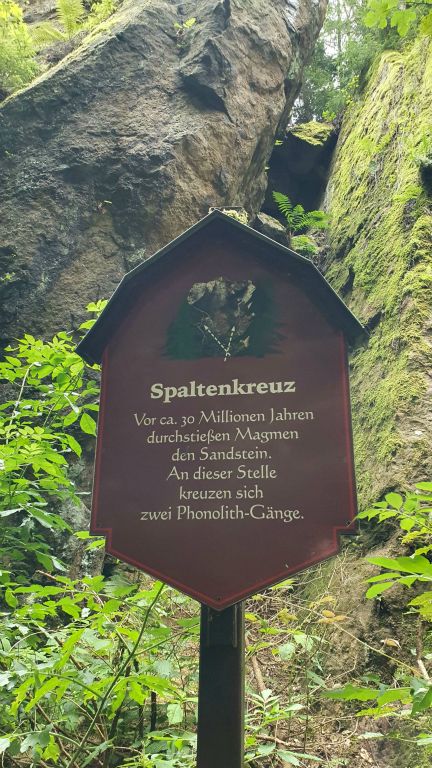 Spaltenkreuz
Vor ca. 30 Millionen Jahren
durchstießen Magmen
den Sandstein.
An dieser Stelle
kreuzen sich
zwei Phonolith-Gänge.